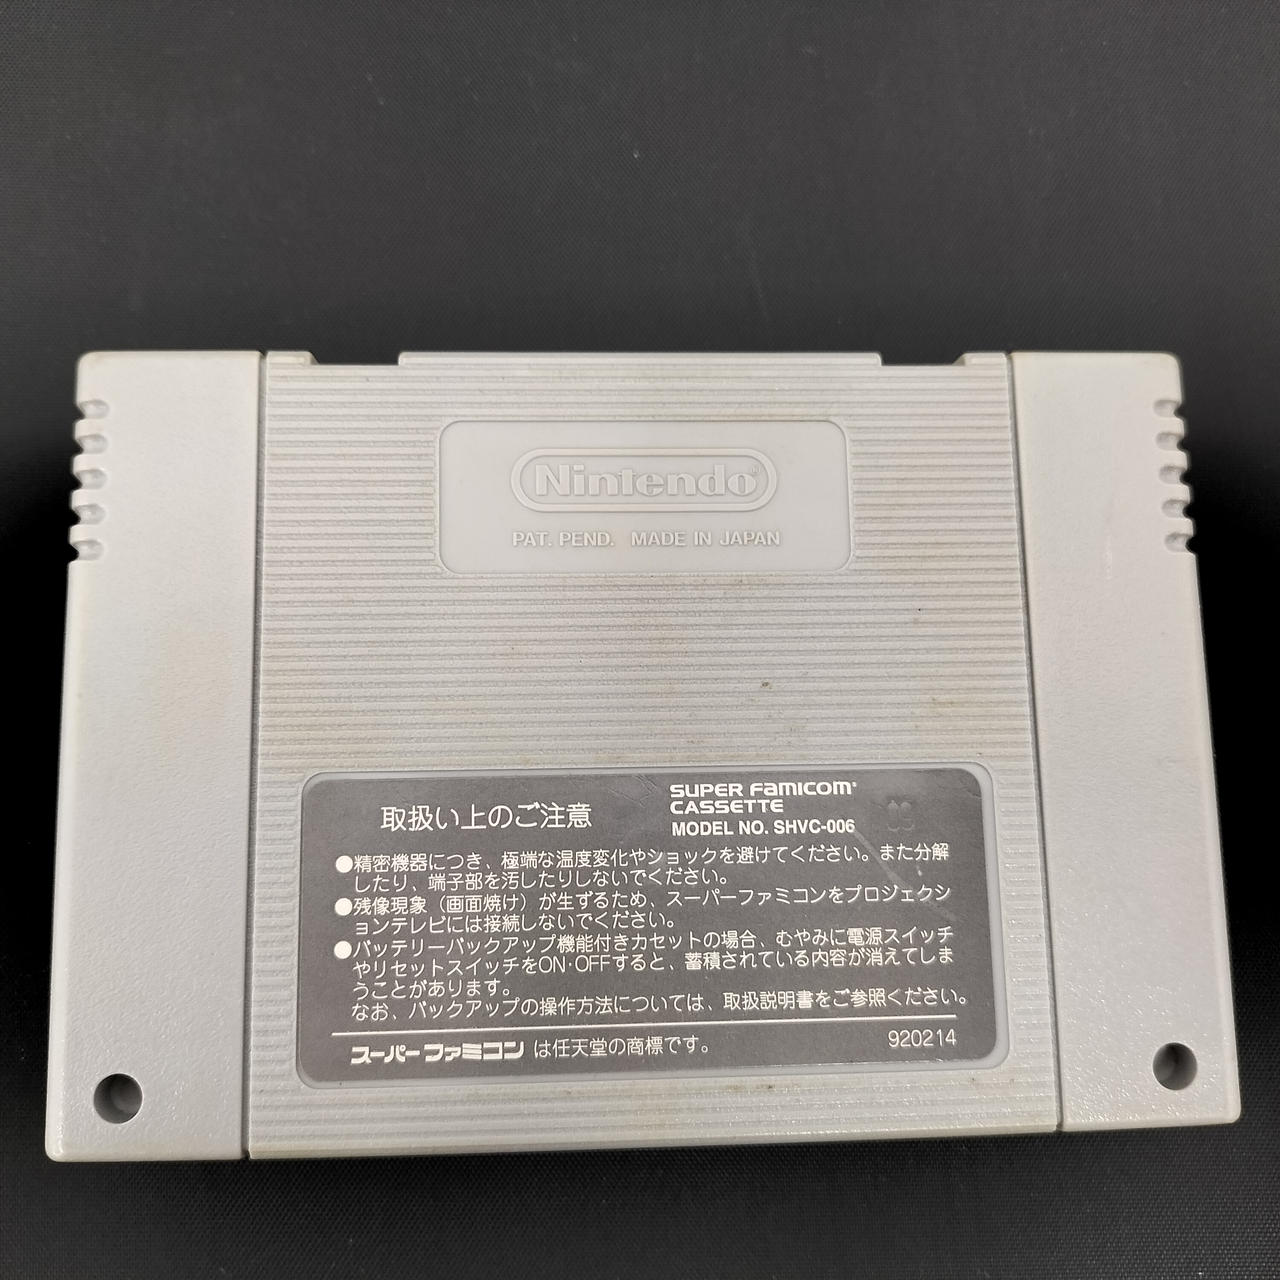 Nintendo®
PAT. PEND. MADE IN JAPAN
取扱い上のご注意
SUPER FAMICOM®
CASSETTE
MODEL NO. SHVC-006
09
●精密機器につき、極端な温度変化やショックを避けてください。また分解
したり、端子部を汚したりしないでください。
●残像現象（画面焼け）が生ずるため、スーパーファミコンをプロジェクシ
ョンテレビには接続しないでください。
●バッテリーバックアップ機能付きカセットの場合、むやみに電源スイッチ
やリセットスイッチをON·OFFすると、蓄積されている内容が消えてしま
うことがあります。
なお、バックアップの操作方法については、取扱説明書をご参照ください。
スーパーファミコン は任天堂の商標です。
920214